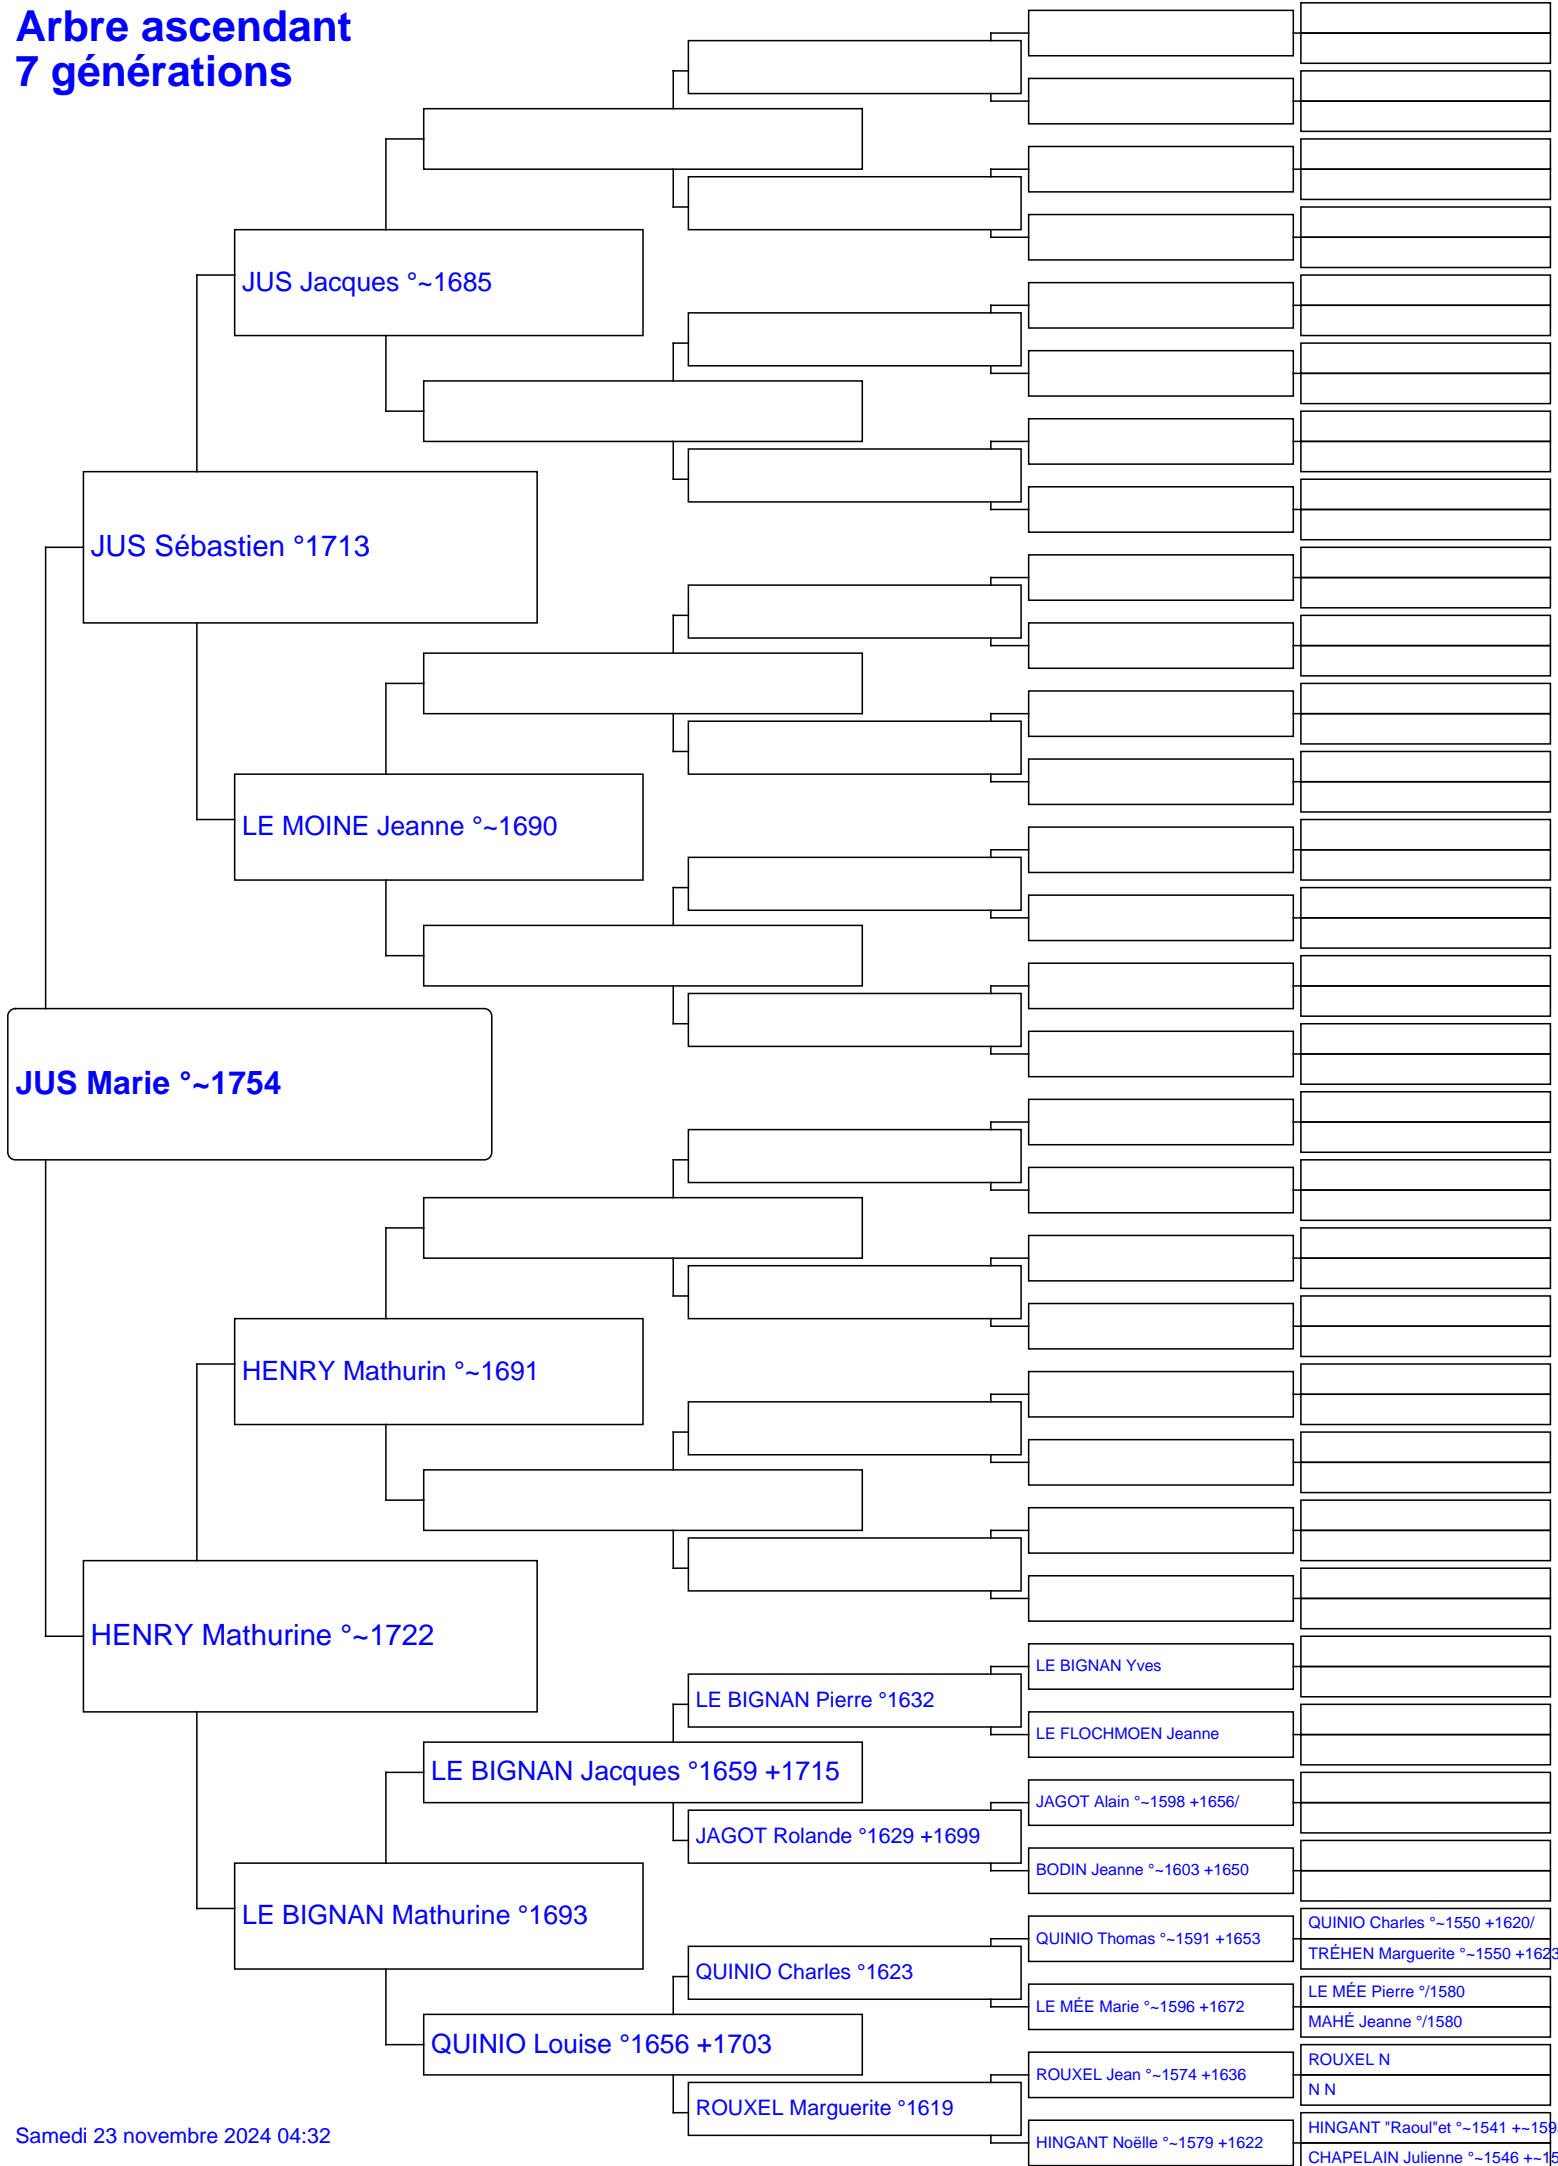 Arbre ascendant
7 générations
JUS Jacques °~1685
JUS Sébastien °1713
LE MOINE Jeanne °~1690
JUS Marie °~1754
HENRY Mathurin °~1691
HENRY Mathurine °~1722
LE BIGNAN Yves
LE BIGNAN Pierre °1632
LE FLOCHMOEN Jeanne
LE BIGNAN Jacques °1659 +1715
JAGOT Alain °~1598 +1656/
JAGOT Rolande °1629 +1699
BODIN Jeanne °~1603 +1650
LE BIGNAN Mathurine °1693
QUINIO Charles °~1550 +1620/
QUINIO Thomas °~1591 +1653
TRÉHEN Marguerite °~1550 +1623
QUINIO Charles °1623
LE MÉE Pierre °/1580
LE MÉE Marie °~1596 +1672
MAHÉ Jeanne °/1580
QUINIO Louise °1656 +1703
ROUXEL N
ROUXEL Jean °~1574 +1636
N N
ROUXEL Marguerite °1619
HINGANT "Raoul"et °~1541
HINGANT Noëlle °~1579 +1622
CHAPELAIN Julienne °~1546
Samedi 23 novembre 2024 04:32